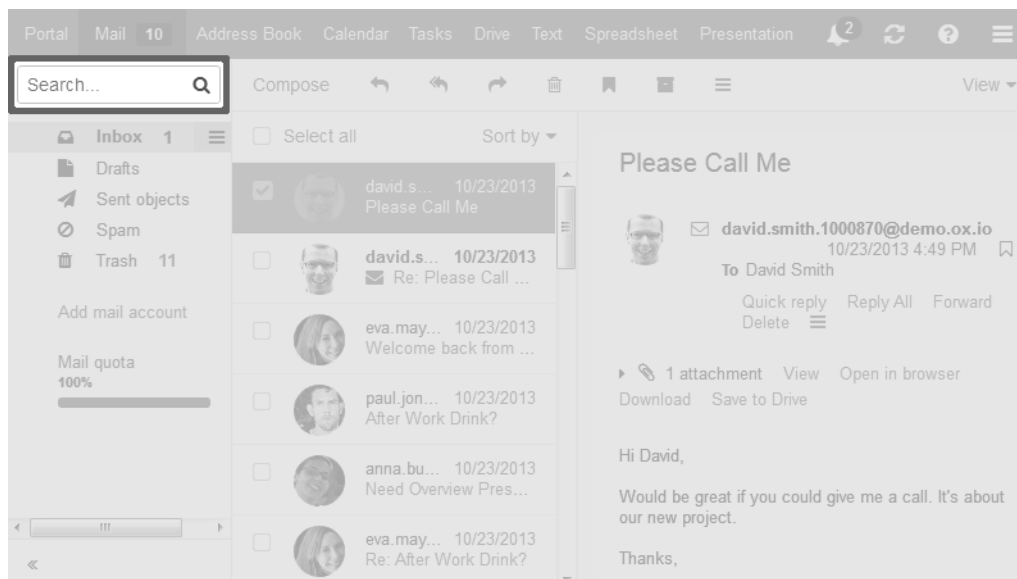 Portal Mail 10 Address Book Calendar Tasks Drive Text Spreadsheet Presentation 2
Search...
Compose
View
Inbox 1
Drafts
Sent objects
Spam
Trash 11
Add mail account
Mail quota
100%
Select all Sort by
david.s... 10/23/2013
Please Call Me
david.s... 10/23/2013
Re: Please Call ...
eva.may... 10/23/2013
Welcome back from ...
paul.jon... 10/23/2013
After Work Drink?
anna.bu... 10/23/2013
Need Overview Pres...
eva.may... 10/23/2013
Re: After Work Drink?
Please Call Me
david.smith.1000870@demo.ox.io
10/23/2013 4:49 PM
To David Smith
Quick reply Reply All Forward
Delete
1 attachment View Open in browser
Download Save to Drive
Hi David,
Would be great if you could give me a call. It's about
our new project.
Thanks,